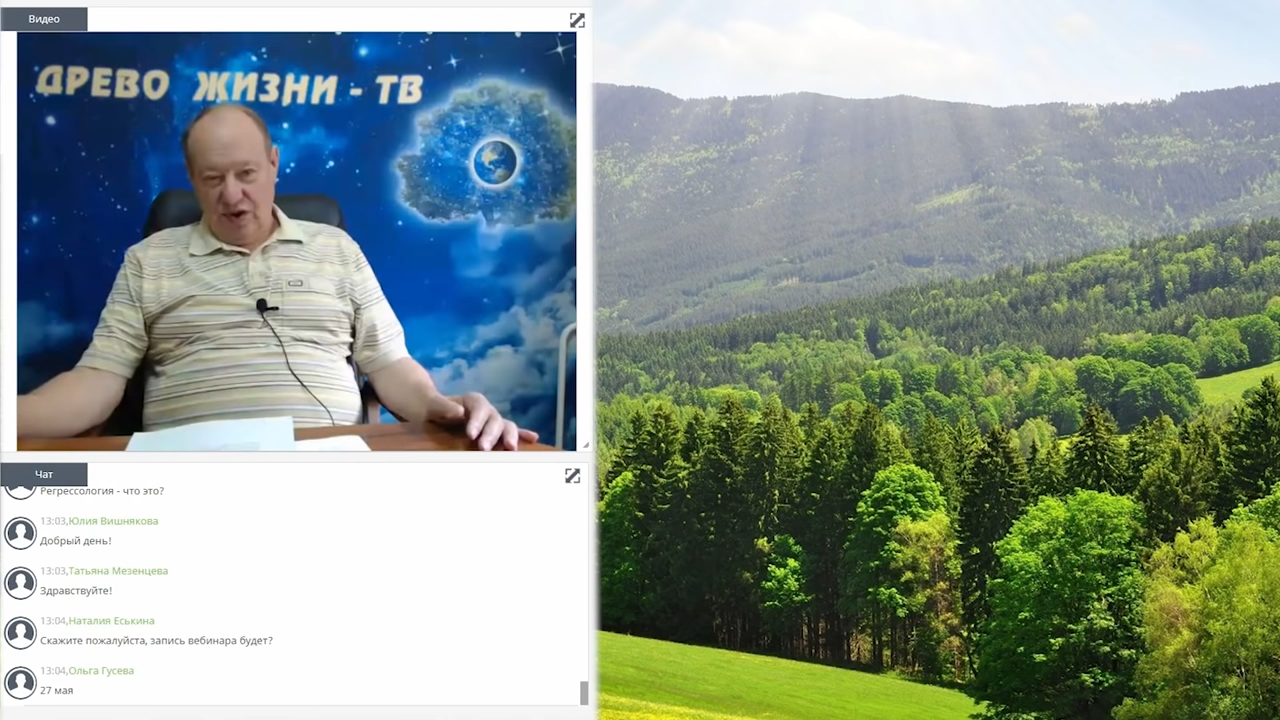 Видео
ДРЕВО ЖИЗНИ - ТВ
Чат
Регрессология - что это?
13:03,Юлия Вишнякова
Добрый день!
13:03,Татьяна Мезенцева
Здравствуйте!
13:04,Наталия Еськина
Скажите пожалуйста, запись вебинара будет?
13:04,Ольга Гусева
27 мая